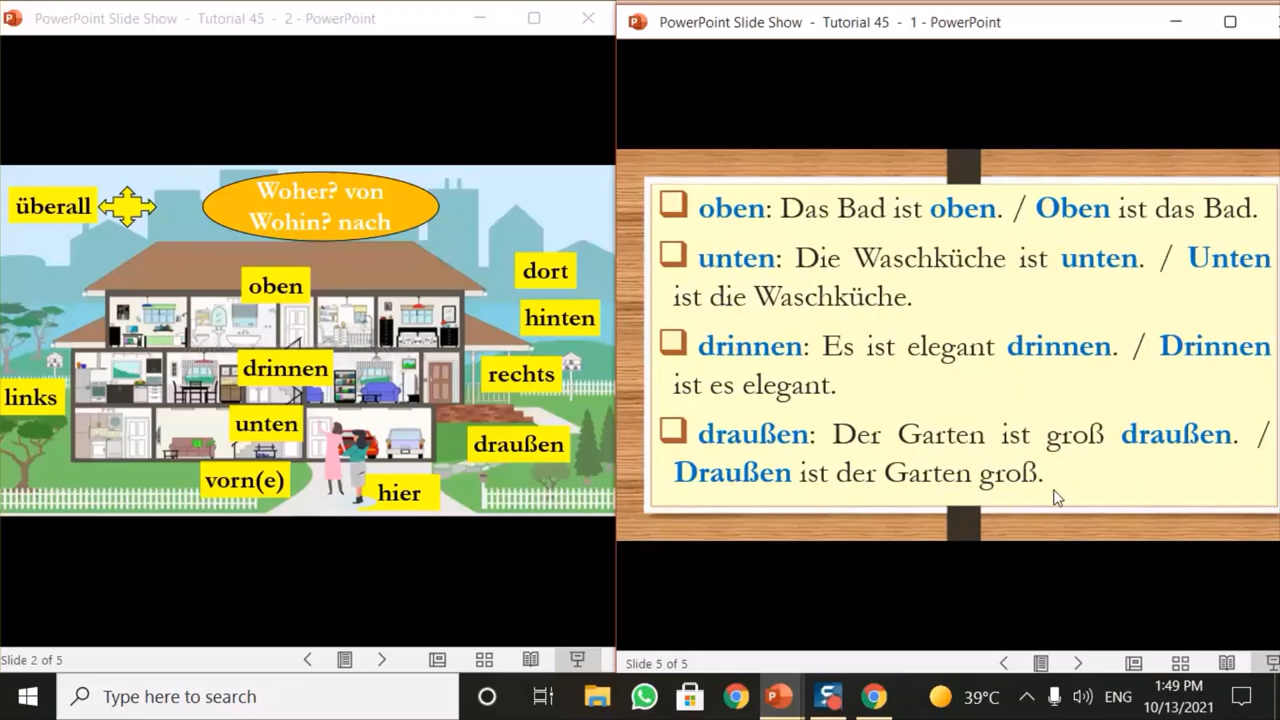 PowerPoint Slide Show - Tutorial 45 - 2 - PowerPoint
überall
Woher? von
Wohin? nach
oben
dort
hinten
drinnen
rechts
links
unten
draußen
vorn(e)
hier
Slide 2 of 5
PowerPoint Slide Show - Tutorial 45 - 1 - PowerPoint
oben: Das Bad ist oben. / Oben ist das Bad.
unten: Die Waschküche ist unten. / Unten
ist die Waschküche.
drinnen: Es ist elegant drinnen. / Drinnen
ist es elegant.
draußen: Der Garten ist groß draußen. /
Draußen ist der Garten groß.
Slide 5 of 5
Type here to search
39°C
ENG
1:49 PM
10/13/2021